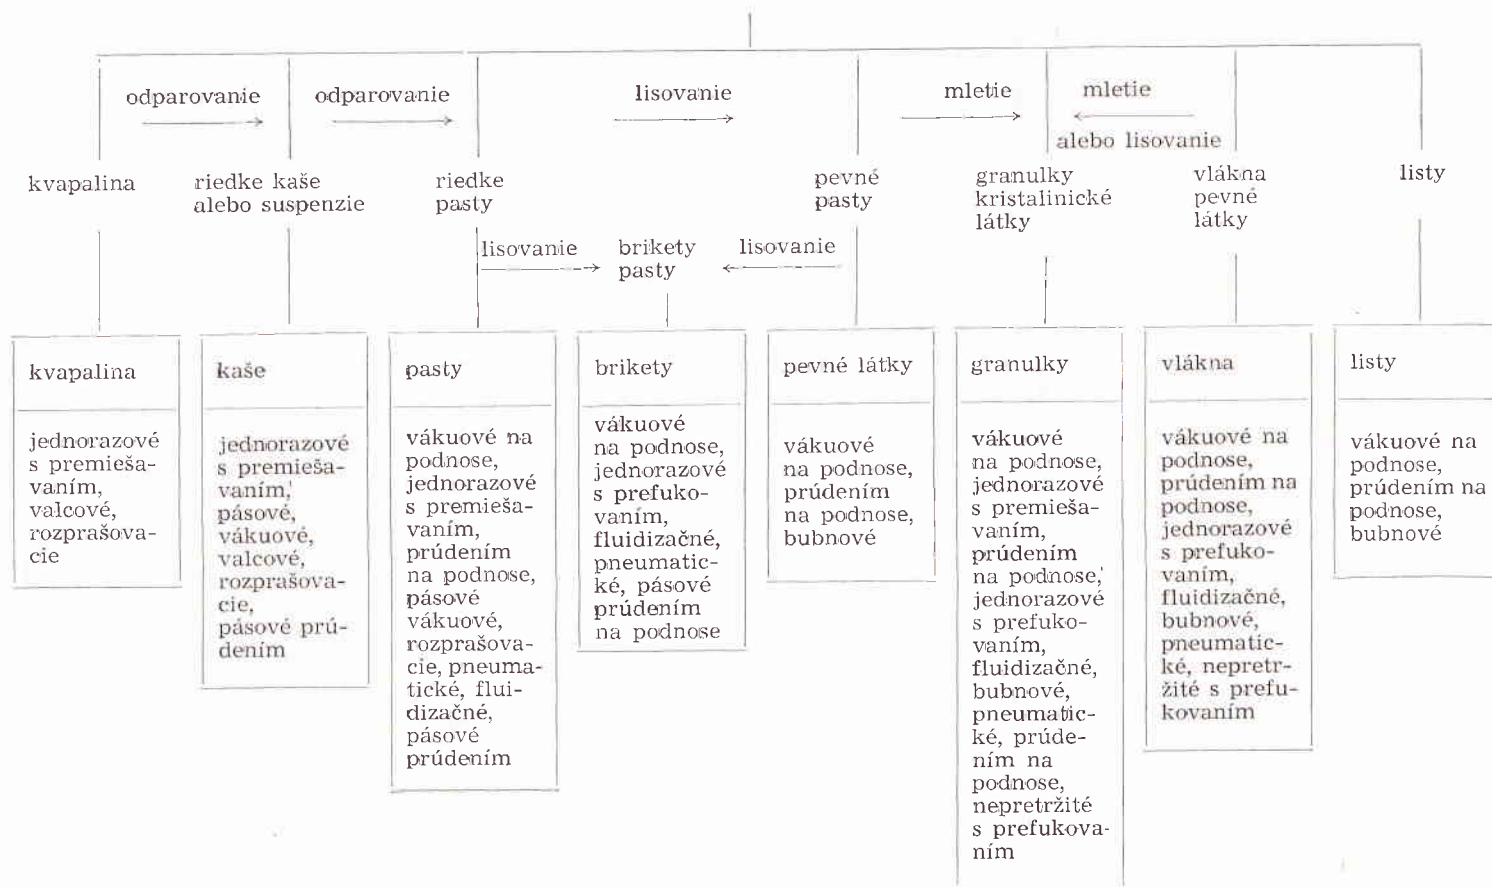 odparovanie
odparovanie
lisovanie
mletie
mletie
alebo lisovanie
kvapalina
riedke kaše
alebo suspenzie
riedke
pasty
pevné
pasty
granulky
kristalinické
látky
vlákna
pevné
látky
listy
lisovanie
brikety
pasty
lisovanie
kvapalina
jednorazové
s premieša-
vaním,
valcové,
rozprašova-
cie
kaše
jednorazové
s premieša-
vaním,
pásové,
vákuové,
valcové,
rozprašova-
cie,
pásové prú-
dením
pasty
vákuové na
podnose,
jednorazové
s premieša-
vaním,
prúdením
na podnose,
pásové
vákuové,
rozprašova-
cie, pneuma-
tické, flui-
dizačné,
pásové
prúdením
brikety
vákuové
na podnose,
jednorazové
s prefuko-
vaním,
fluidizačné,
pneumatic-
ké, pásové
prúdením
na podnose
pevné látky
vákuové
na podnose,
prúdením
na podnose,
bubnové
granulky
vákuové
na podnose,
jednorazové
s premieša-
vaním,
prúdením
na podnose,
jednorazové
s prefuko-
vaním,
fluidizačné,
bubnové,
pneumatic-
ké, prúde-
ním na
podnose,
nepretržité
s prefukova-
ním
vlákna
vákuové na
podnose,
prúdením na
podnose,
jednorazové
s prefuko-
vaním,
fluidizačné,
bubnové,
pneumatic-
ké, nepretr-
žité s prefu-
kovaním
listy
vákuové na
podnose,
prúdením na
podnose,
bubnové